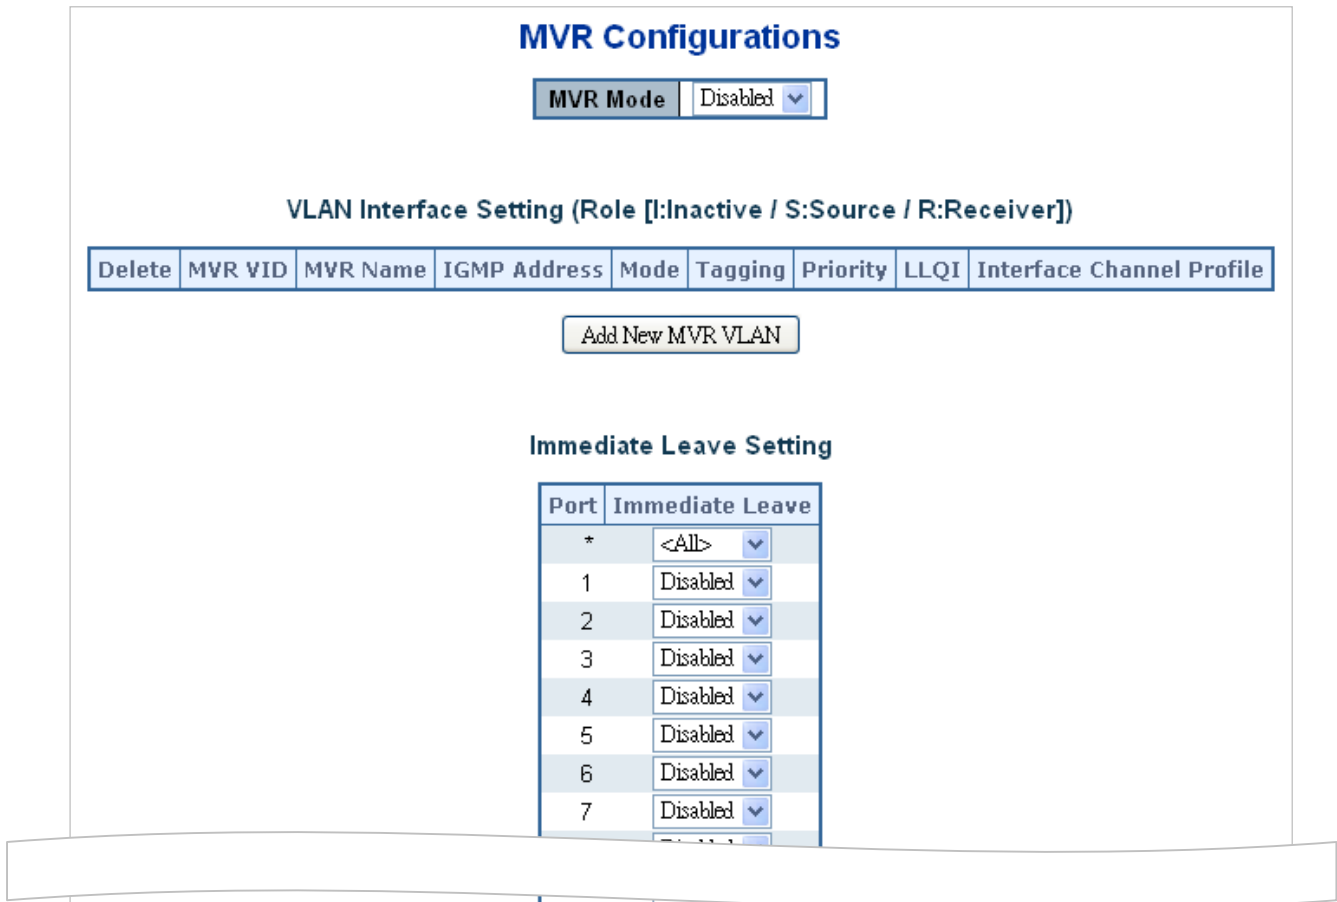 MVR Configurations
MVR Mode Disabled
VLAN Interface Setting (Role [I:Inactive / S:Source / R:Receiver])
Delete MVR VID MVR Name IGMP Address Mode Tagging Priority LLQI Interface Channel Profile
Add New MVR VLAN
Immediate Leave Setting
Port Immediate Leave
* <All>
1 Disabled
2 Disabled
3 Disabled
4 Disabled
5 Disabled
6 Disabled
7 Disabled